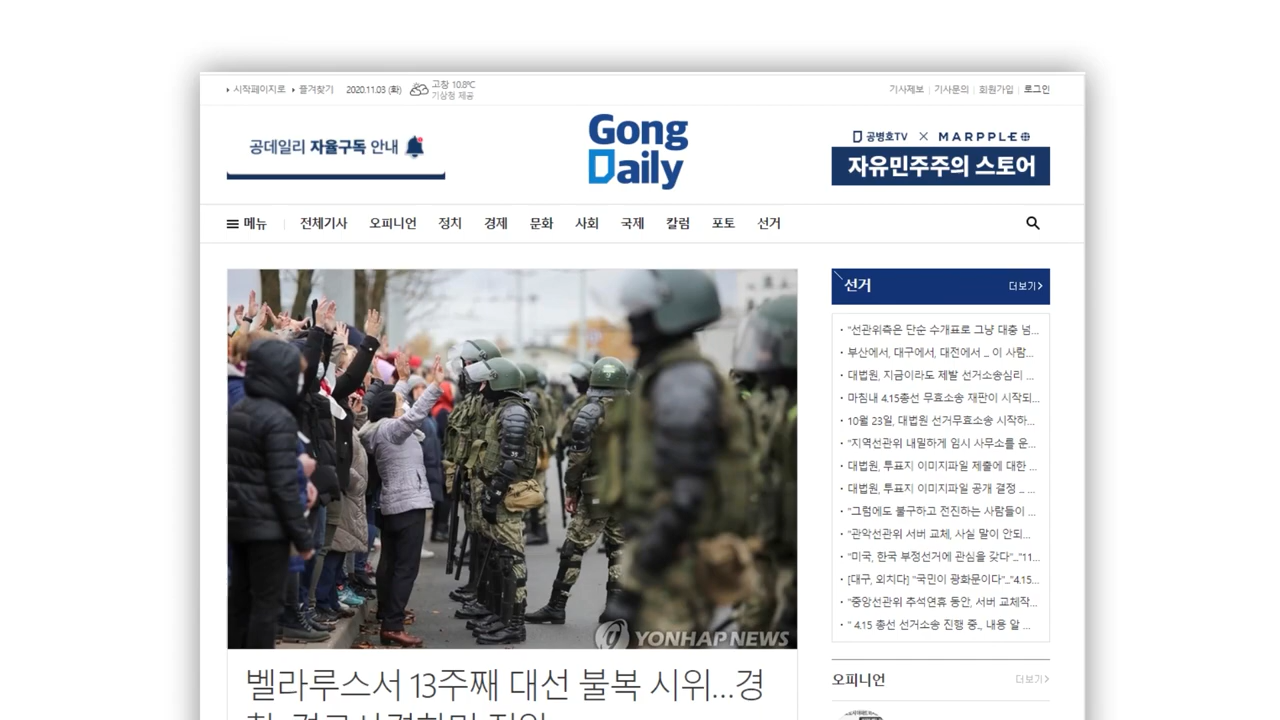 시작페이지로 즐겨찾기 2020.11.03 (화) 고창 10.8℃
기상청 제공
기사제보 기사문의 회원가입 로그인
공데일리 자율구독 안내
Gong
Daily
공병호TV × MARPPLE
자유민주주의 스토어
메뉴 전체기사 오피니언 정치 경제 문화 사회 국제 칼럼 포토 선거
YONHAP NEWS
벨라루스서 13주째 대선 불복 시위...경
선거 더보기
"선관위측은 단순 수개표로 그냥 대충 넘...
부산에서, 대구에서, 대전에서 ... 이 사람...
대법원, 지금이라도 제발 선거소송심리 ...
마침내 4.15총선 무효소송 재판이 시작되...
10월 23일, 대법원 선거무효소송 시작하...
"지역선관위 내밀하게 임시 사무소를 운...
대법원, 투표지 이미지파일 제출에 대한 ...
대법원, 투표지 이미지파일 공개 결정 ... ...
"그럼에도 불구하고 전진하는 사람들이 ...
"관악선관위 서버 교체, 사실 말이 안되...
"미국, 한국 부정선거에 관심을 갖다"..."11...
[대구, 외치다] "국민이 광화문이다"..."4.15...
"중앙선관위 추석연휴 동안, 서버 교체작...
" 4.15 총선 선거소송 진행 중., 내용 알 ...
오피니언 더보기